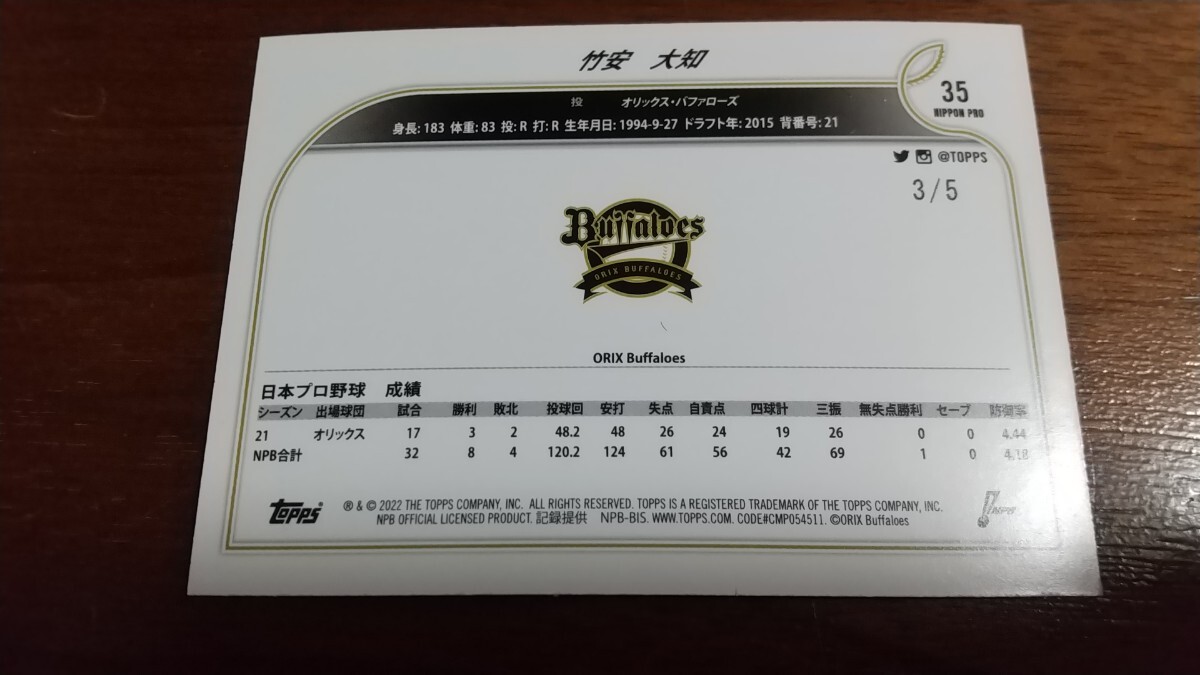 竹安 大知
35
NIPPON PRO
投 オリックス・バファローズ
身長: 183 体重: 83 投: R 打: R 生年月日: 1994-9-27 ドラフト年: 2015 背番号: 21
@TOPPS
3/5
Buffaloes
ORIX BUFFALOES
ORIX Buffaloes
日本プロ野球 成績
シーズン 出場球団 試合 勝利 敗北 投球回 安打 失点 自責点 四球計 三振 無失点勝利 セーブ 防御率
21 オリックス 17 3 2 48.2 48 26 24 19 26 0 0 4.44
NPB合計 32 8 4 120.2 124 61 56 42 69 1 0 4.18
Topps ® & © 2022 THE TOPPS COMPANY, INC. ALL RIGHTS RESERVED. TOPPS IS A REGISTERED TRADEMARK OF THE TOPPS COMPANY, INC.
NPB OFFICIAL LICENSED PRODUCT. 記録提供 NPB-BIS. WWW.TOPPS.COM. CODE#CMP054511. ©ORIX Buffaloes
NPB